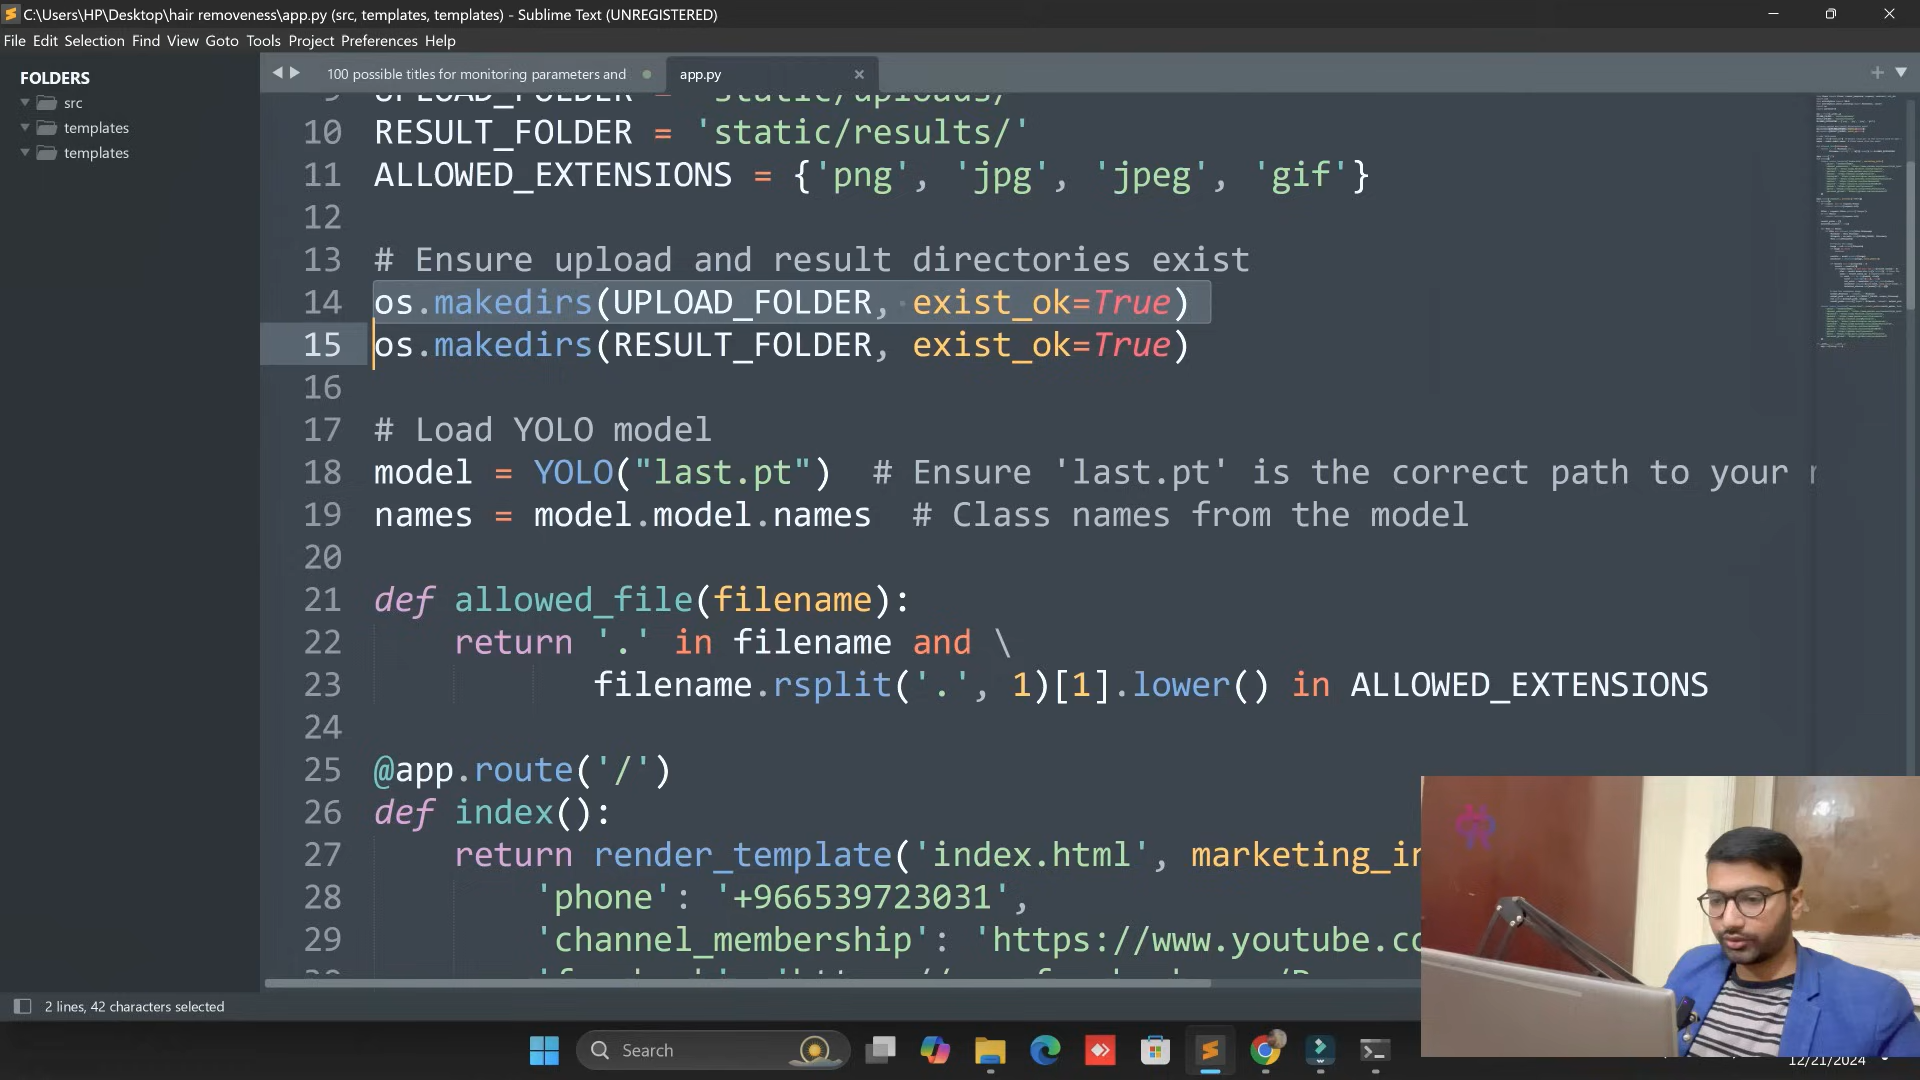 C:\Users\HP\Desktop\hair removeness\app.py (src, templates, templates) - Sublime Text (UNREGISTERED)
File Edit Selection Find View Goto Tools Project Preferences Help
FOLDERS
src
templates
templates
100 possible titles for monitoring parameters and
app.py
9 UPLOAD_FOLDER = 'static/uploads/'
10 RESULT_FOLDER = 'static/results/'
11 ALLOWED_EXTENSIONS = {'png', 'jpg', 'jpeg', 'gif'}
12
13 # Ensure upload and result directories exist
14 os.makedirs(UPLOAD_FOLDER, exist_ok=True)
15 os.makedirs(RESULT_FOLDER, exist_ok=True)
16
17 # Load YOLO model
18 model = YOLO("last.pt")  # Ensure 'last.pt' is the correct path to your
19 names = model.model.names  # Class names from the model
20
21 def allowed_file(filename):
22 return '.' in filename and \
23 filename.rsplit('.', 1)[1].lower() in ALLOWED_EXTENSIONS
24
25 @app.route('/')
26 def index():
27 return render_template('index.html', marketing_in
28 'phone': '+966539723031',
29 'channel_membership': 'https://www.youtube.co
2 lines, 42 characters selected
Search
12/21/2024